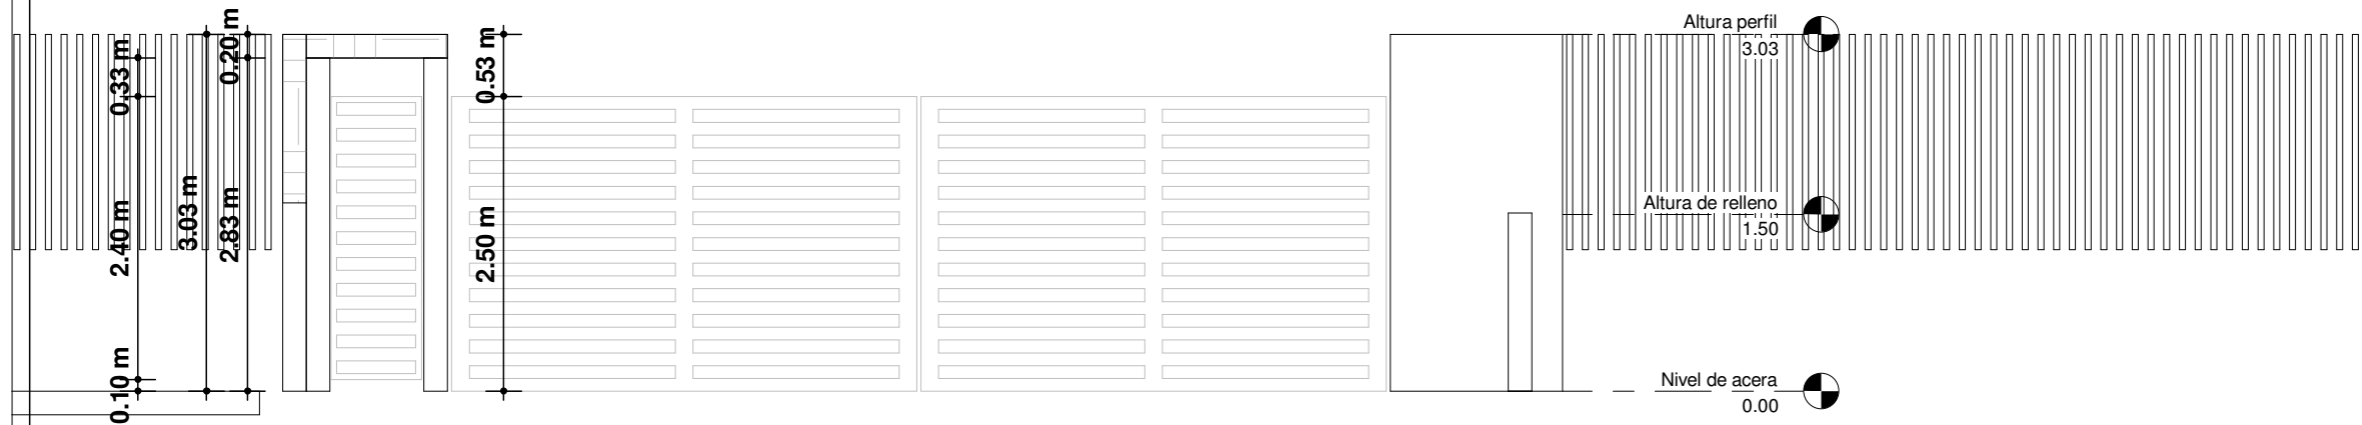 0.33 m
2.40 m
0.10 m
3.03 m
0.20 m
2.83 m
0.53 m
2.50 m
Altura perfil
3.03
Altura de relleno
1.50
Nivel de acera
0.00